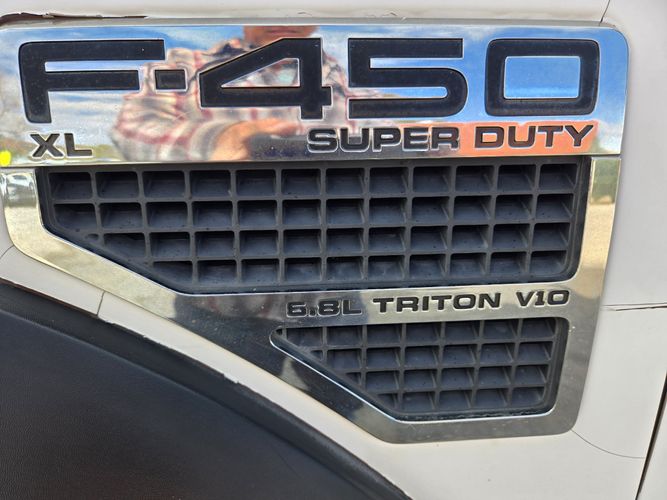 F-450
XL SUPER DUTY
6.8L TRITON V10